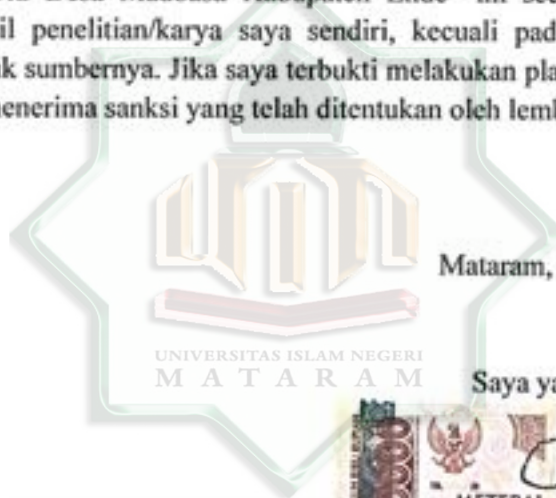 il penelitian/karya saya sendiri, kecuali pad
k sumbernya. Jika saya terbukti melakukan pla
enerima sanksi yang telah ditentukan oleh lemb
Mataram,
UNIVERSITAS ISLAM NEGERI
MATARAM
Saya ya